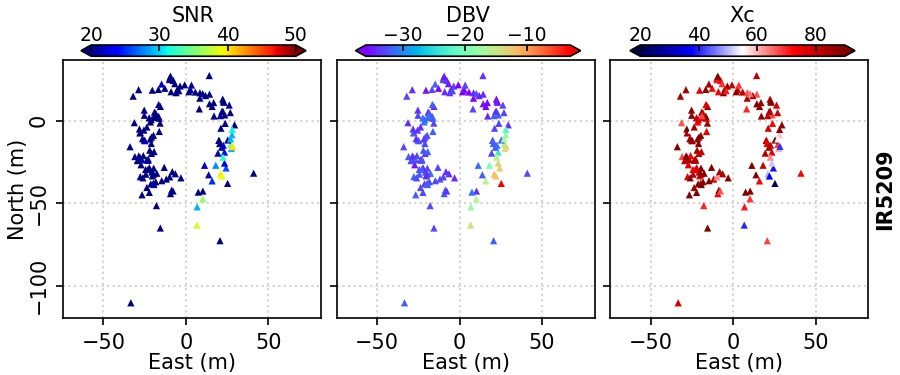 SNR DBV Xc
20 30 40 50 −30 −20 −10 20 40 60 80
0
−50
−100
North (m)
IR5209
−50 0 50 −50 0 50 −50 0 50
East (m) East (m) East (m)